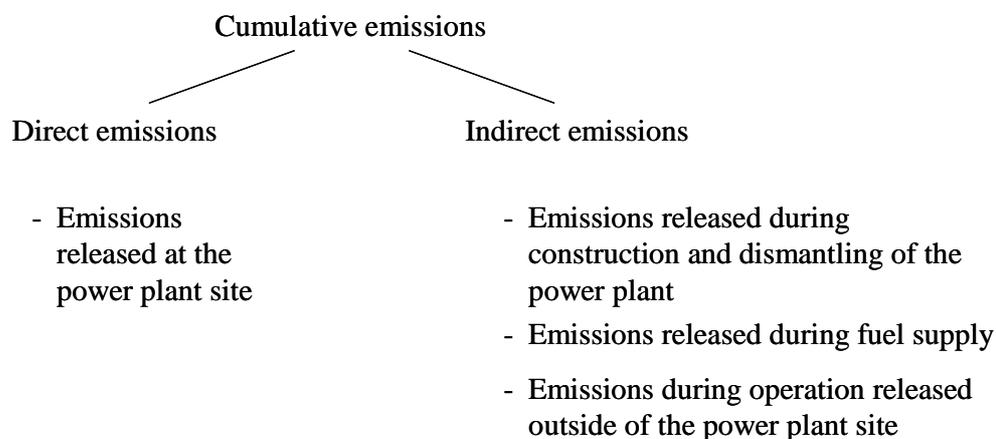 Cumulative emissions
Direct emissions
Indirect emissions
- Emissions
released at the
power plant site
- Emissions released during
construction and dismantling of the
power plant
- Emissions released during fuel supply
- Emissions during operation released
outside of the power plant site